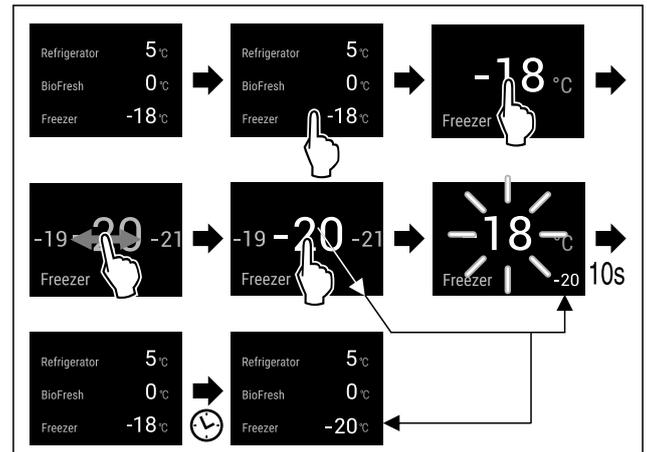 Refrigerator 5 °C
BioFresh 0 °C
Freezer -18 °C
Refrigerator 5 °C
BioFresh 0 °C
Freezer -18 °C
-18 °C
Freezer
-19 -20 -21
Freezer
-19 -20 -21
Freezer
-18 °C
Freezer -20
10s
Refrigerator 5 °C
BioFresh 0 °C
Freezer -18 °C
Refrigerator 5 °C
BioFresh 0 °C
Freezer -20 °C